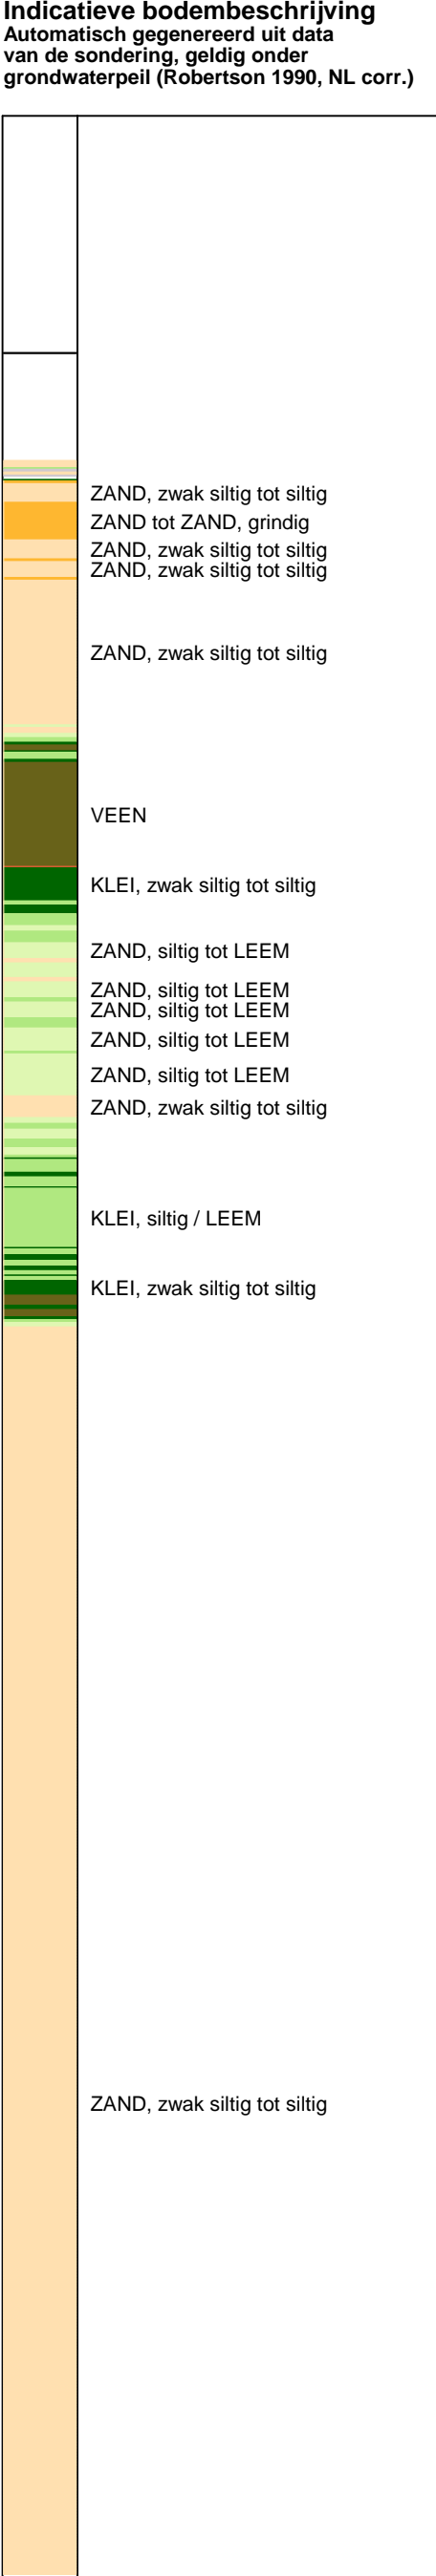 Indicatieve bodembeschrijving
Automatisch gegenereerd uit data
van de sondering, geldig onder
grondwaterpeil (Robertson 1990, NL corr.)
ZAND, zwak siltig tot siltig
ZAND tot ZAND, grindig
ZAND, zwak siltig tot siltig
ZAND, zwak siltig tot siltig
ZAND, zwak siltig tot siltig
VEEN
KLEI, zwak siltig tot siltig
ZAND, siltig tot LEEM
ZAND, siltig tot LEEM
ZAND, siltig tot LEEM
ZAND, siltig tot LEEM
ZAND, siltig tot LEEM
ZAND, zwak siltig tot siltig
KLEI, siltig / LEEM
KLEI, zwak siltig tot siltig
ZAND, zwak siltig tot siltig